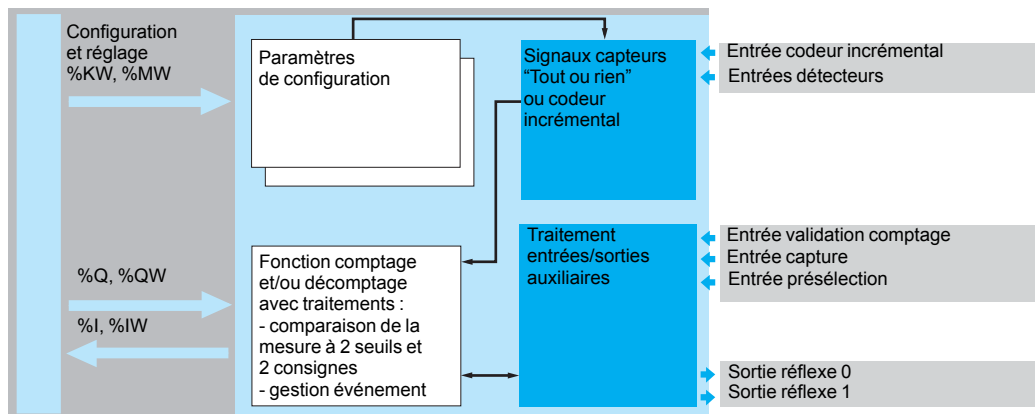 Configuration
et réglage
%KW, %MW
Paramètres
de configuration
Signaux capteurs
“Tout ou rien”
ou codeur
incrémental
Entrée codeur incrémental
Entrées détecteurs
%Q, %QW
%I, %IW
Fonction comptage
et/ou décomptage
avec traitements :
- comparaison de la
mesure à 2 seuils et
2 consignes
- gestion événement
Traitement
entrées/sorties
auxiliaires
Entrée validation comptage
Entrée capture
Entrée présélection
Sortie réflexe 0
Sortie réflexe 1